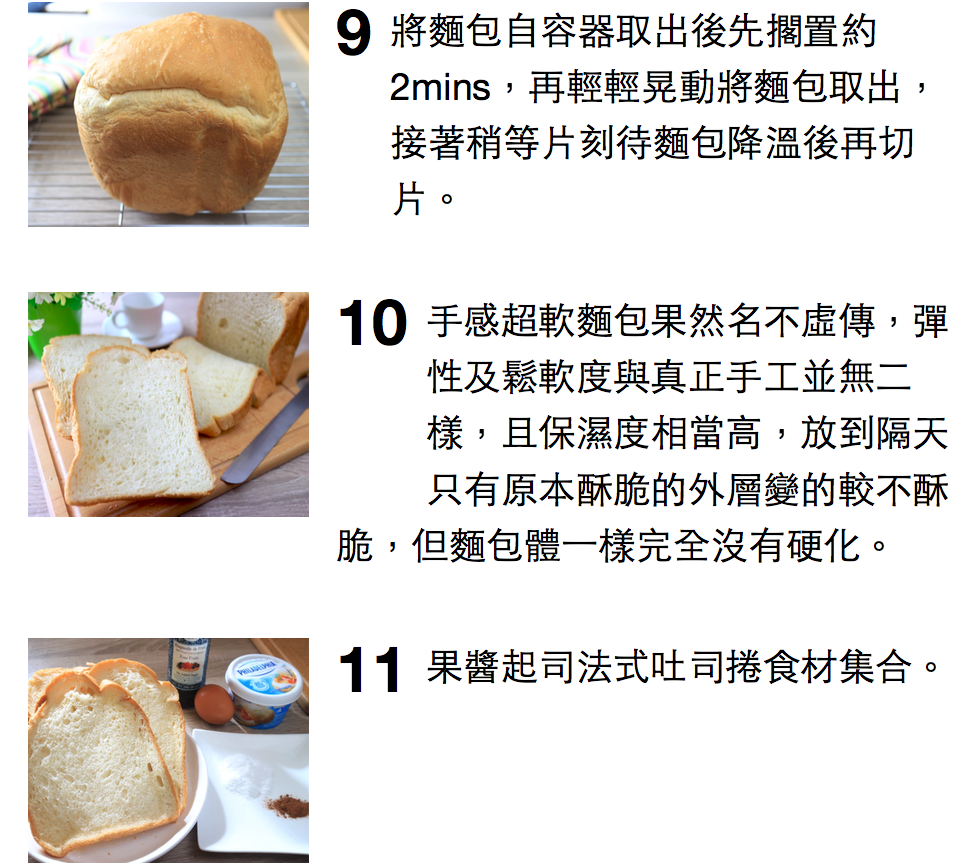 9 將麵包自容器取出後先擱置約
2mins，再輕輕晃動將麵包取出，
接著稍等片刻待麵包降溫後再切
片。
10 手感超軟麵包果然名不虛傳，彈
性及鬆軟度與真正手工並無二
樣，且保濕度相當高，放到隔天
只有原本酥脆的外層變的較不酥
脆，但麵包體一樣完全沒有硬化。
11 果醬起司法式吐司捲食材集合。
PHILADELPHIA